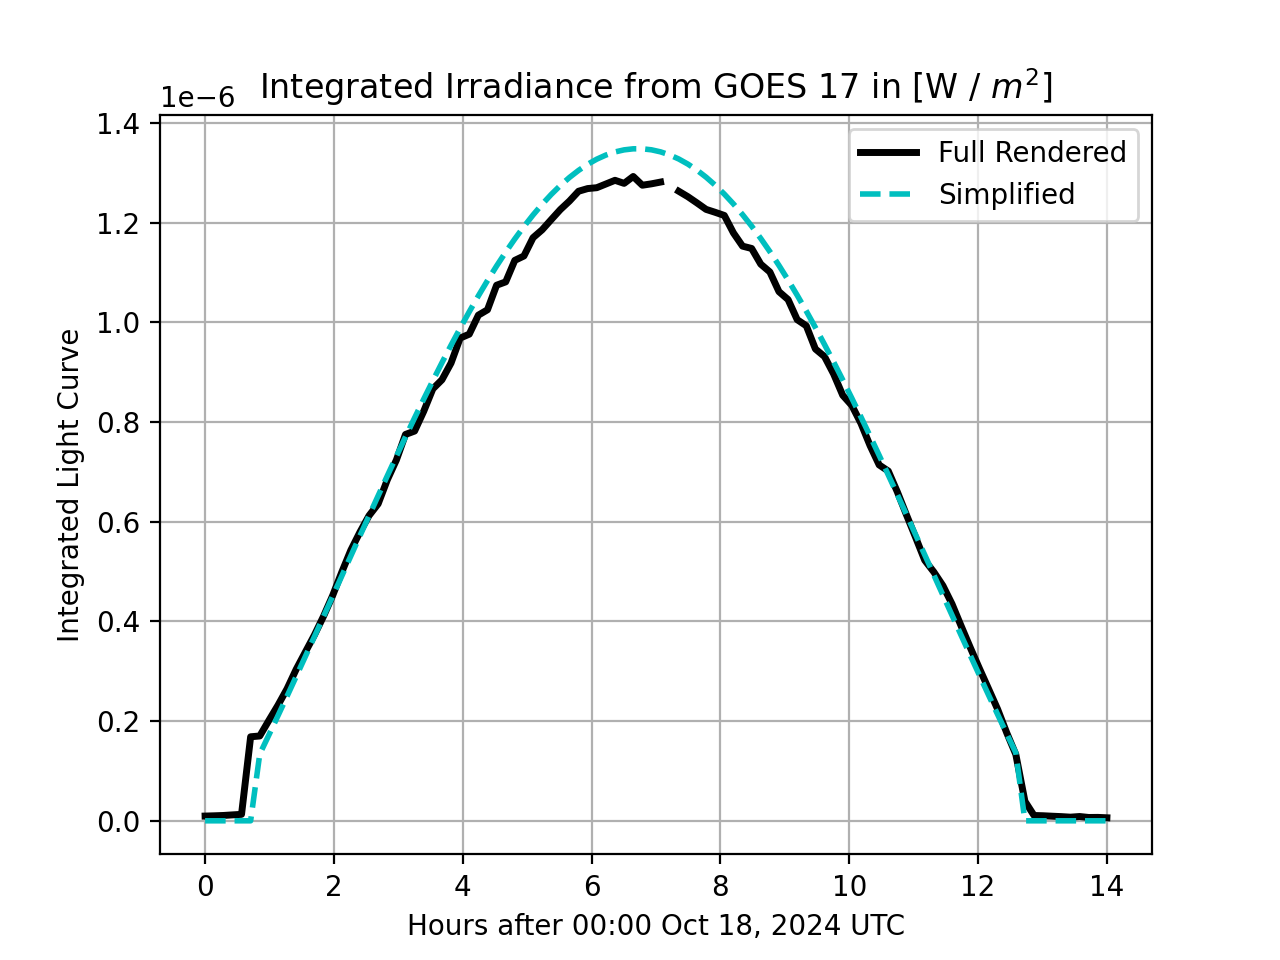 Integrated Irradiance from GOES 17 in [W / m²]
1e−6
1.4
1.2
1.0
0.8
0.6
0.4
0.2
0.0
Integrated Light Curve
Full Rendered
Simplified
0 2 4 6 8 10 12 14
Hours after 00:00 Oct 18, 2024 UTC